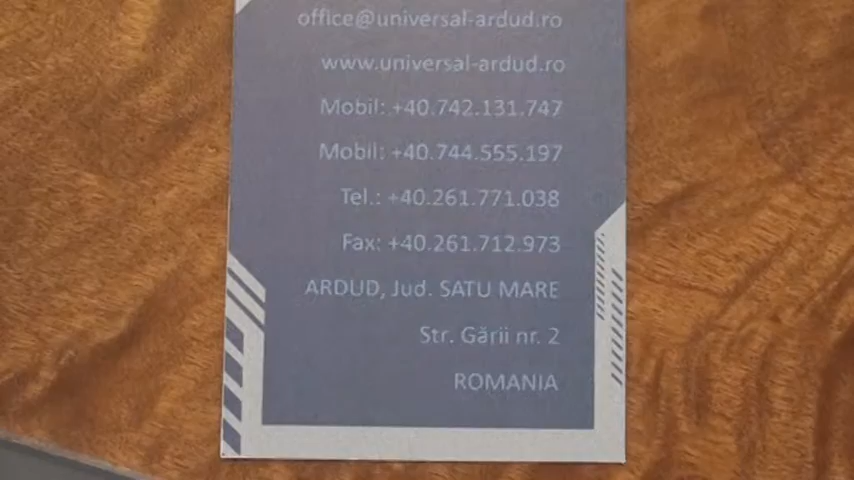 office@universal-ardud.ro
www.universal-ardud.ro
Mobil: +40.742.131.747
Mobil: +40.744.555.197
Tel.: +40.261.771.038
Fax: +40.261.712.973
ARDUD, Jud. SATU MARE
Str. Gării nr. 2
ROMANIA